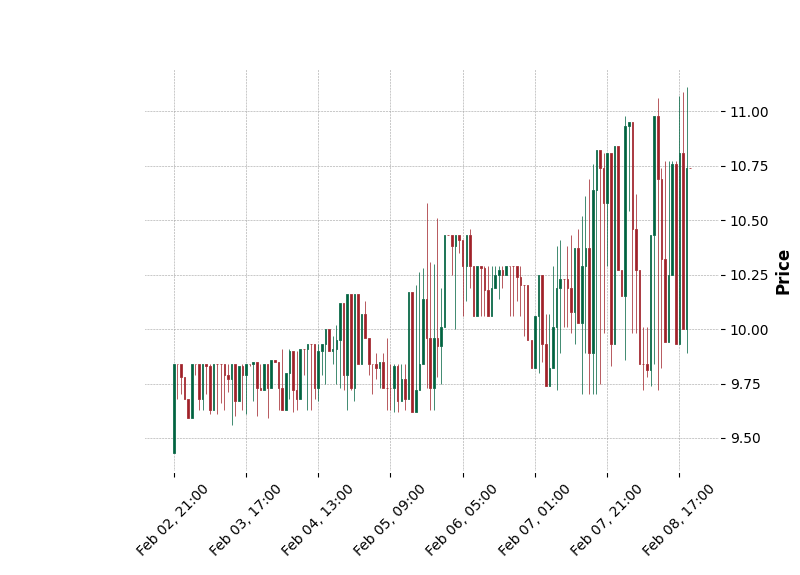 11.00
10.75
10.50
10.25
10.00
9.75
9.50
Price
Feb 02, 21:00
Feb 03, 17:00
Feb 04, 13:00
Feb 05, 09:00
Feb 06, 05:00
Feb 07, 01:00
Feb 07, 21:00
Feb 08, 17:00